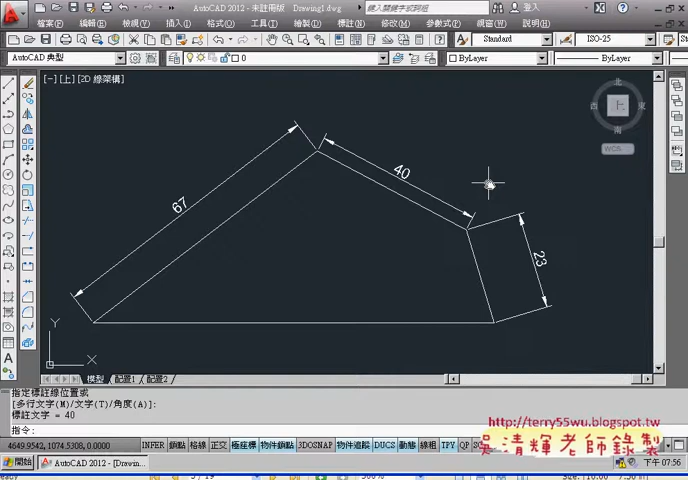 AutoCAD 2012 - 未註冊版 Drawing1.dwg
鍵入關鍵字或片語
登入
檔案(F) 編輯(E) 檢視(V) 插入(I) 格式(O) 工具(T) 繪製(D) 標註(N) 修改(M) 參數式(P) 視窗(W) 說明(H)
Standard ISO-25
AutoCAD 典型 0 ByLayer ByLayer
[-] [上] [2D 線架構]
北
西 上 東
南
WCS
67
40
23
Y
X
模型 配置1 配置2
指定標註線位置或
[多行文字(M)/文字(T)/角度(A)]:
標註文字 = 40
指令:
http://terry55wu.blogspot.tw
吳清輝老師錄製
4649.9542, 1074.5308, 0.0000 INFER 鎖點 格線 正交 極座標 物件鎖點 3DOSNAP 物件追蹤 DUCS 動態 線粗 TPY QP
開始 AutoCAD 2012 - [Drawin... 下午 07:56